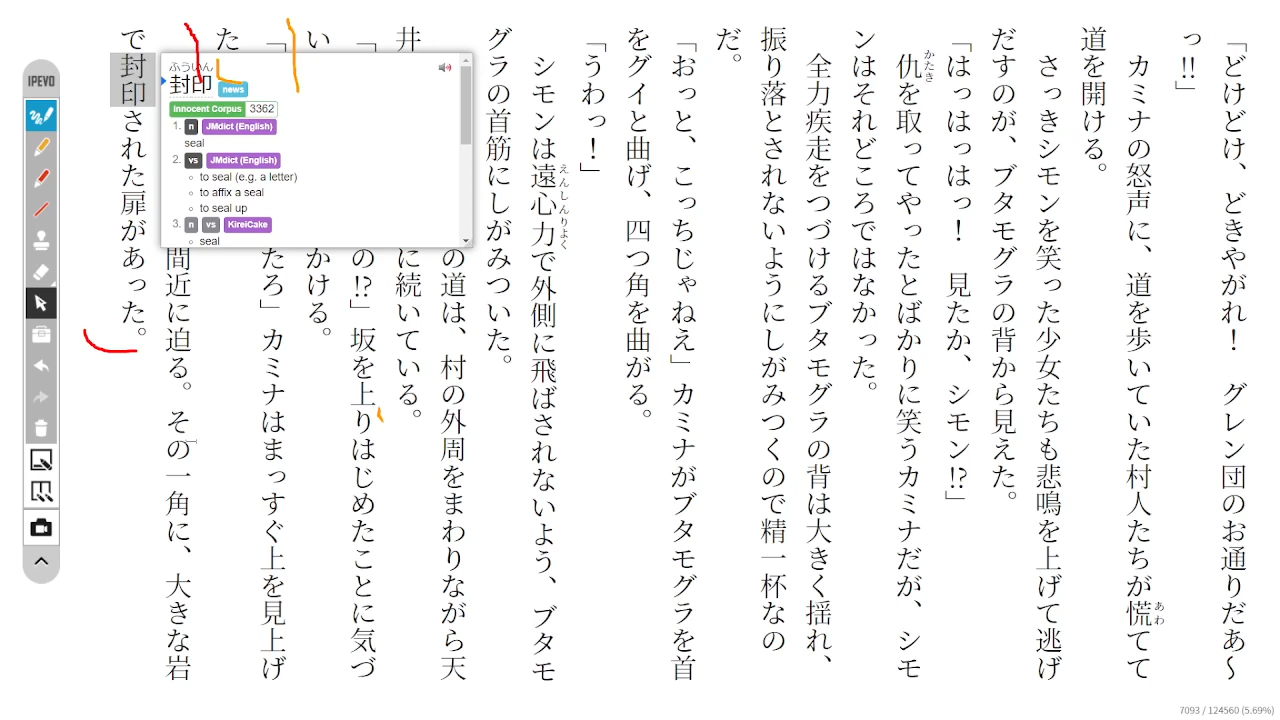 「どけどけ、どきやがれ！　グレン団のお通りだあ〜
っ!!」
カミナの怒声に、道を歩いていた村人たちが慌てて
あわ
道を開ける。
さっきシモンを笑った少女たちも悲鳴を上げて逃げ
だすのが、ブタモグラの背から見えた。
「はっはっはっ！　見たか、シモン!?」
仇を取ってやったとばかりに笑うカミナだが、シモ
かたき
ンはそれどころではなかった。
全力疾走をつづけるブタモグラの背は大きく揺れ、
振り落とされないようにしがみつくので精一杯なの
だ。
「おっと、こっちじゃねえ」カミナがブタモグラを首
をグイと曲げ、四つ角を曲がる。
「うわっ！」
シモンは遠心力で外側に飛ばされないよう、ブタモ
えんしんりよく
グラの首筋にしがみついた。
の道は、村の外周をまわりながら天
井 に続いている。
「 の!?」坂を上りはじめたことに気づ
い かける。
「 たろ」カミナはまっすぐ上を見上げ
た
間近に迫る。その一角に、大きな岩
で封印された扉があった。
ふういん
封印
news
Innocent Corpus 3362
1. n JMdict (English)
seal
2. vs JMdict (English)
to seal (e.g. a letter)
to affix a seal
to seal up
3. n vs KireiCake
seal
IPEVO
7093 / 124560 (5.69%)